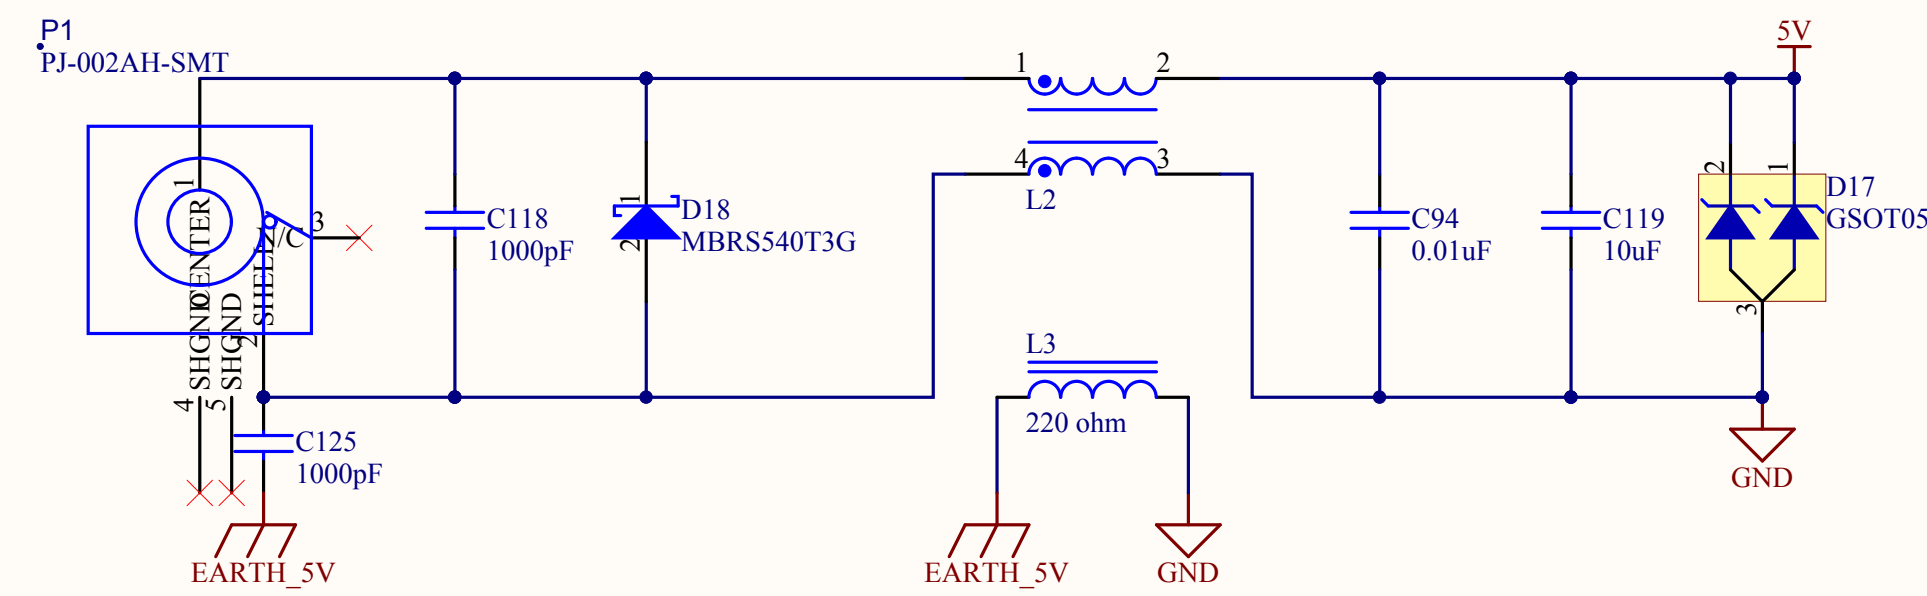 P1
PJ-002AH-SMT
1
CENTER
3
N/C
SHELL
2
SHGND
SHGND
4
5
C125
1000pF
EARTH_5V
C118
1000pF
1
2
D18
MBRS540T3G
1
2
4
3
L2
L3
220 ohm
EARTH_5V
GND
C94
0.01uF
C119
10uF
5V
2
1
D17
GSOT05
3
GND